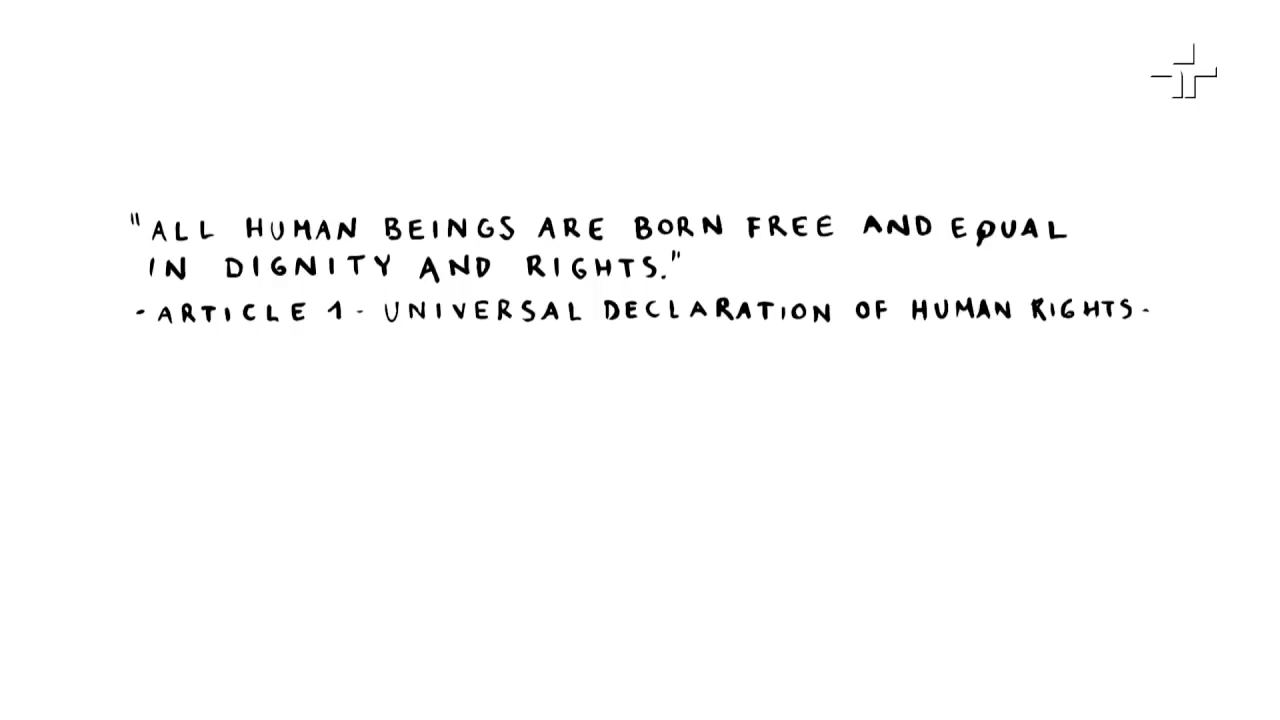 "ALL HUMAN BEINGS ARE BORN FREE AND EQUAL
IN DIGNITY AND RIGHTS."
- ARTICLE 1 - UNIVERSAL DECLARATION OF HUMAN RIGHTS -